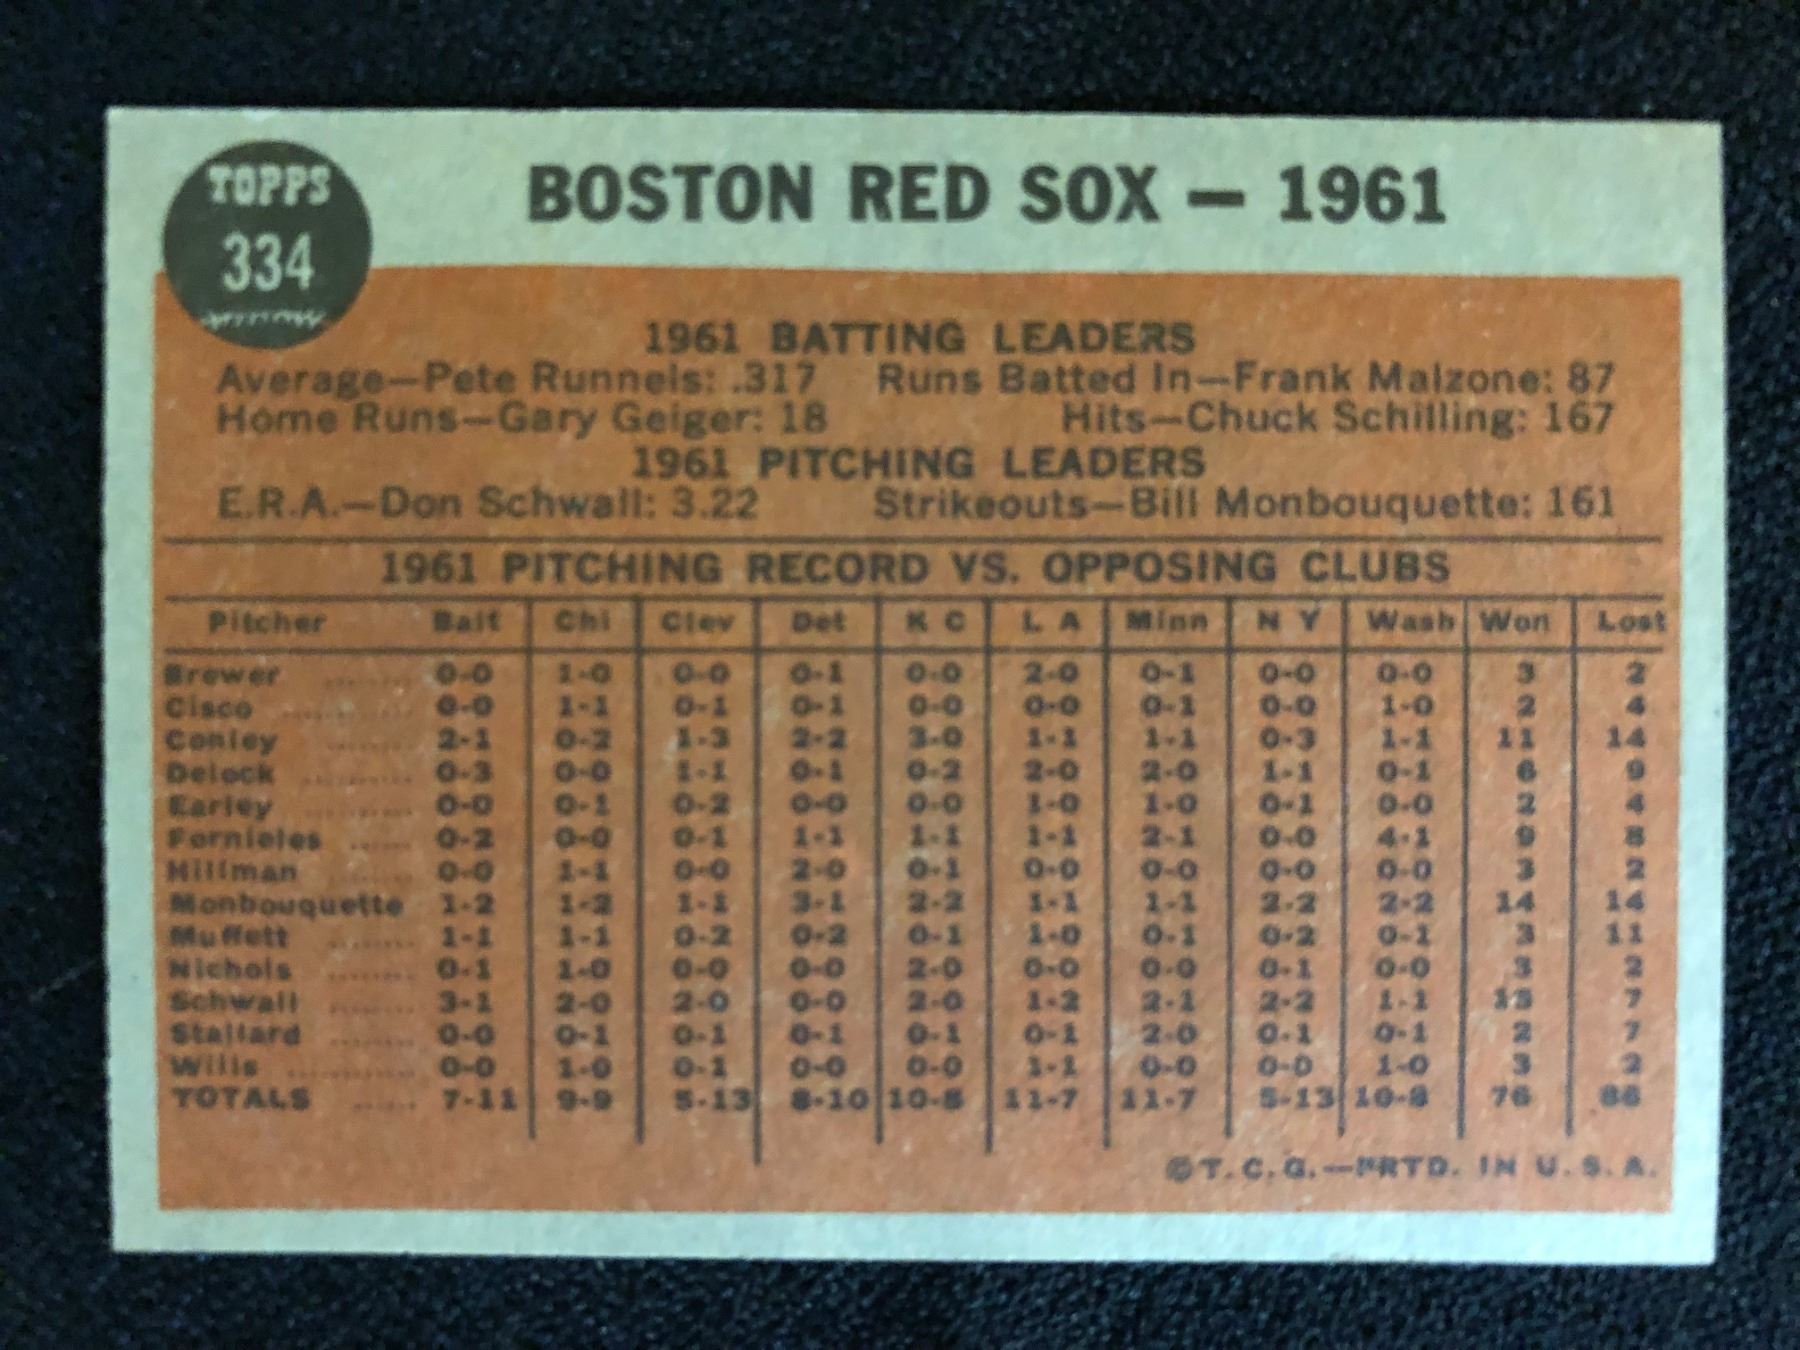 TOPPS
334
BOSTON RED SOX — 1961
1961 BATTING LEADERS
Average—Pete Runnels: .317 Runs Batted In—Frank Malzone: 87
Home Runs—Gary Geiger: 18 Hits—Chuck Schilling: 167
1961 PITCHING LEADERS
E.R.A.—Don Schwall: 3.22 Strikeouts—Bill Monbouquette: 161
1961 PITCHING RECORD VS. OPPOSING CLUBS
Pitcher Balt Chi Clev Det K C L A Minn N Y Wash Won Lost
Brewer ........ 0-0 1-0 0-0 0-1 0-0 2-0 0-1 0-0 0-0 3 2
Cisco ............ 0-0 1-1 0-1 0-1 0-0 0-0 0-1 0-0 1-0 2 4
Conley ........ 2-1 0-2 1-3 2-2 3-0 1-1 1-1 0-3 1-1 11 14
Delock .......... 0-3 0-0 1-1 0-1 0-2 2-0 2-0 1-1 0-1 6 9
Earley .......... 0-0 0-1 0-2 0-0 0-0 1-0 1-0 0-1 0-0 2 4
Fornieles ...... 0-2 0-0 0-1 1-1 1-1 1-1 2-1 0-0 4-1 9 8
Hillman ........ 0-0 1-1 0-0 2-0 0-1 0-0 0-0 0-0 0-0 3 2
Monbouquette 1-2 1-2 1-1 3-1 2-2 1-1 1-1 2-2 2-2 14 14
Muffett ........ 1-1 1-1 0-2 0-2 0-1 1-0 0-1 0-2 0-1 3 11
Nichols ........ 0-1 1-0 0-0 0-0 2-0 0-0 0-0 0-1 0-0 3 2
Schwall ........ 3-1 2-0 2-0 0-0 2-0 1-2 2-1 2-2 1-1 15 7
Stallard ........ 0-0 0-1 0-1 0-1 0-1 0-1 2-0 0-1 0-1 2 7
Willis ............ 0-0 1-0 0-1 0-0 0-0 1-1 0-0 0-0 1-0 3 2
TOTALS ...... 7-11 9-9 5-13 8-10 10-8 11-7 11-7 5-13 10-8 76 86
©T.C.G.—PRTD. IN U.S.A.